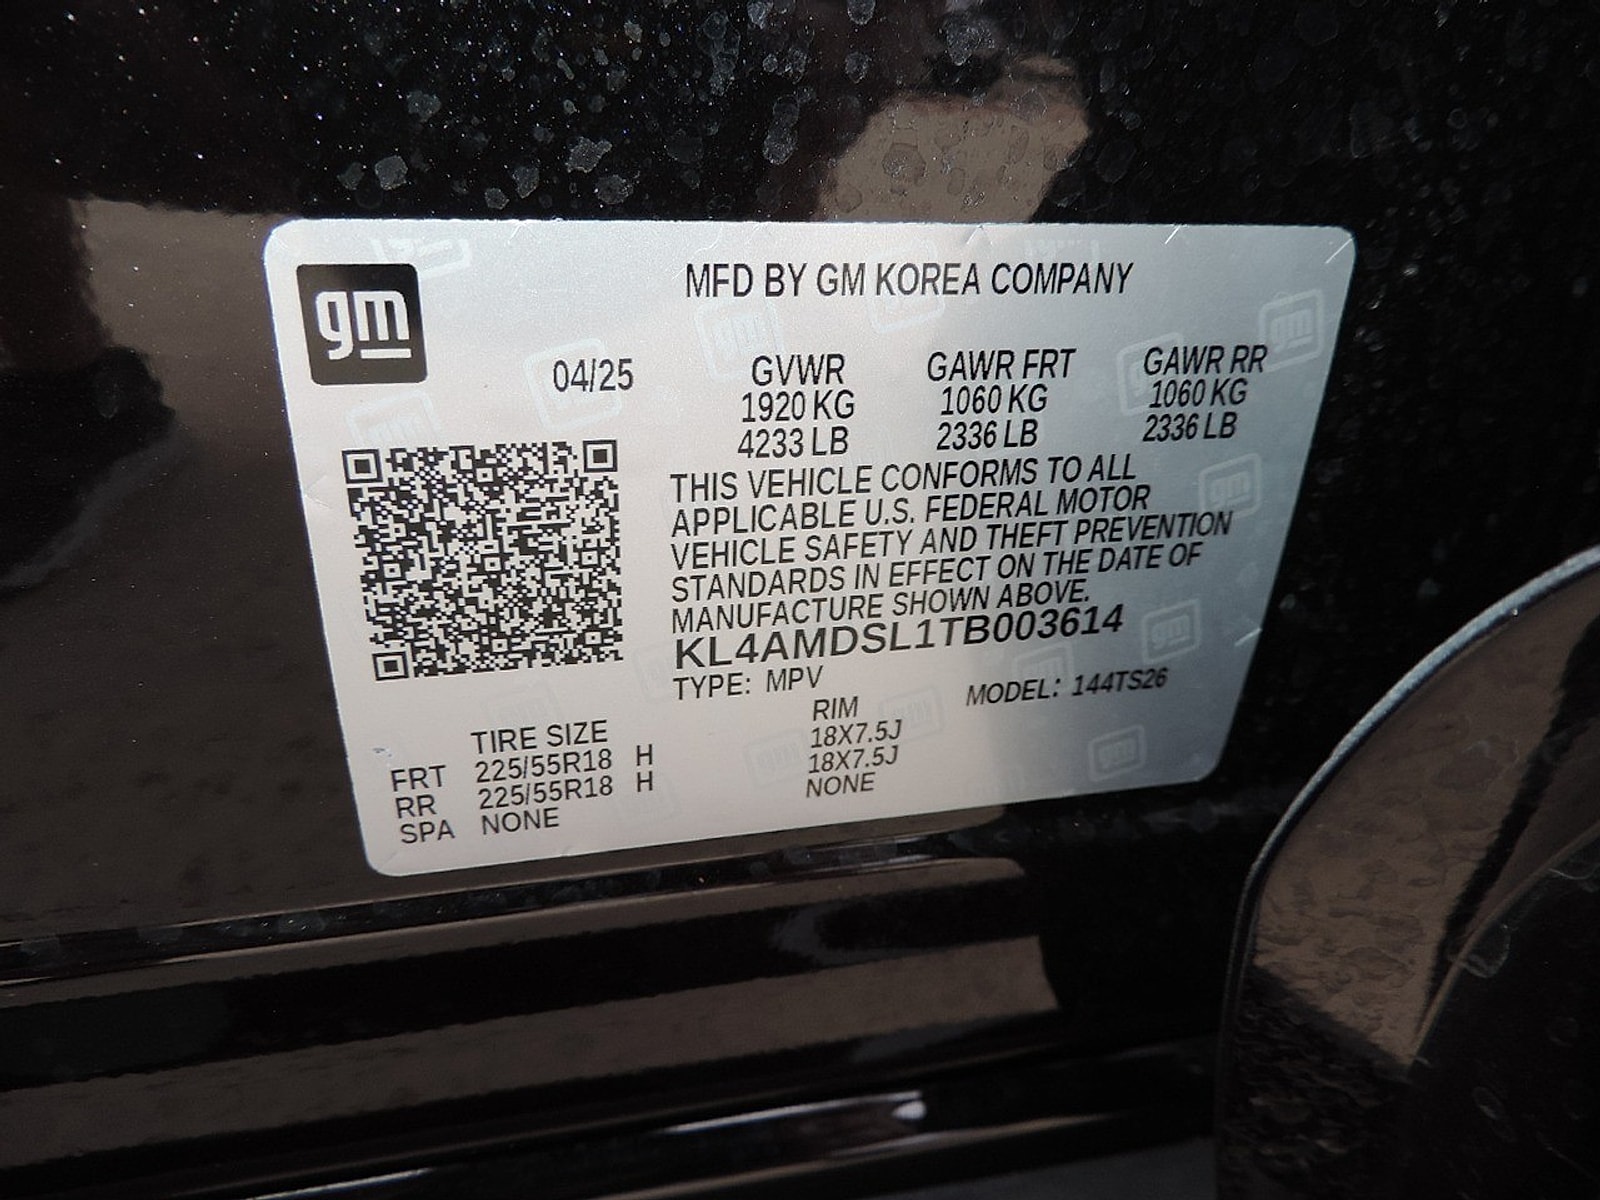 gm
MFD BY GM KOREA COMPANY
04/25 GVWR GAWR FRT GAWR RR
1920 KG 1060 KG 1060 KG
4233 LB 2336 LB 2336 LB
THIS VEHICLE CONFORMS TO ALL
APPLICABLE U.S. FEDERAL MOTOR
VEHICLE SAFETY AND THEFT PREVENTION
STANDARDS IN EFFECT ON THE DATE OF
MANUFACTURE SHOWN ABOVE.
KL4AMDSL1TB003614
TYPE: MPV MODEL: 144TS26
TIRE SIZE RIM
FRT 225/55R18 H 18X7.5J
RR 225/55R18 H 18X7.5J
SPA NONE NONE